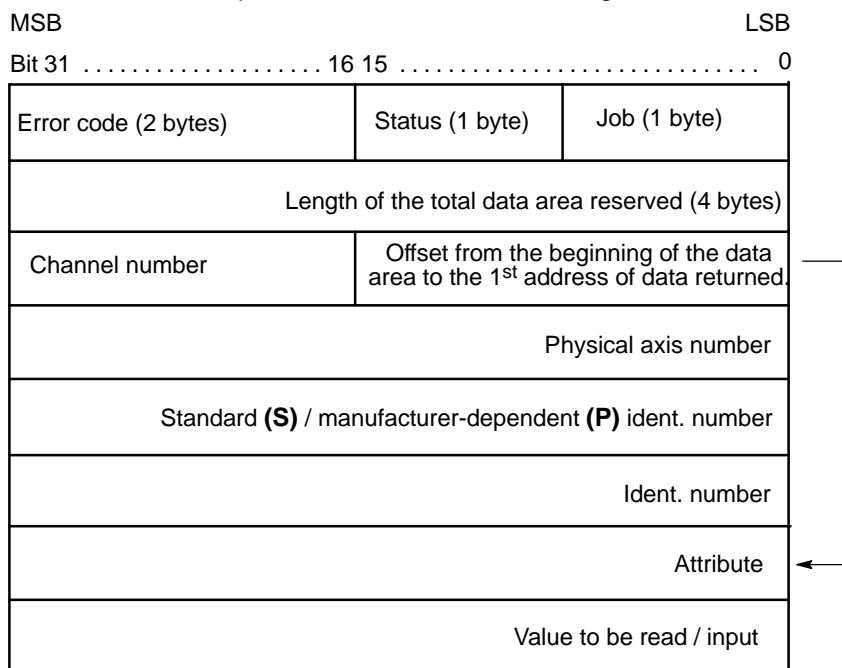 MSB LSB
Bit 31 . . . . . . . . . . . . . . . . . . . . 16 15 . . . . . . . . . . . . . . . . . . . . . . . . . . . . . . 0
Error code (2 bytes) Status (1 byte) Job (1 byte)
Length of the total data area reserved (4 bytes)
Channel number Offset from the beginning of the data
area to the 1st address of data returned.
Physical axis number
Standard (S) / manufacturer-dependent (P) ident. number
Ident. number
Attribute
Value to be read / input